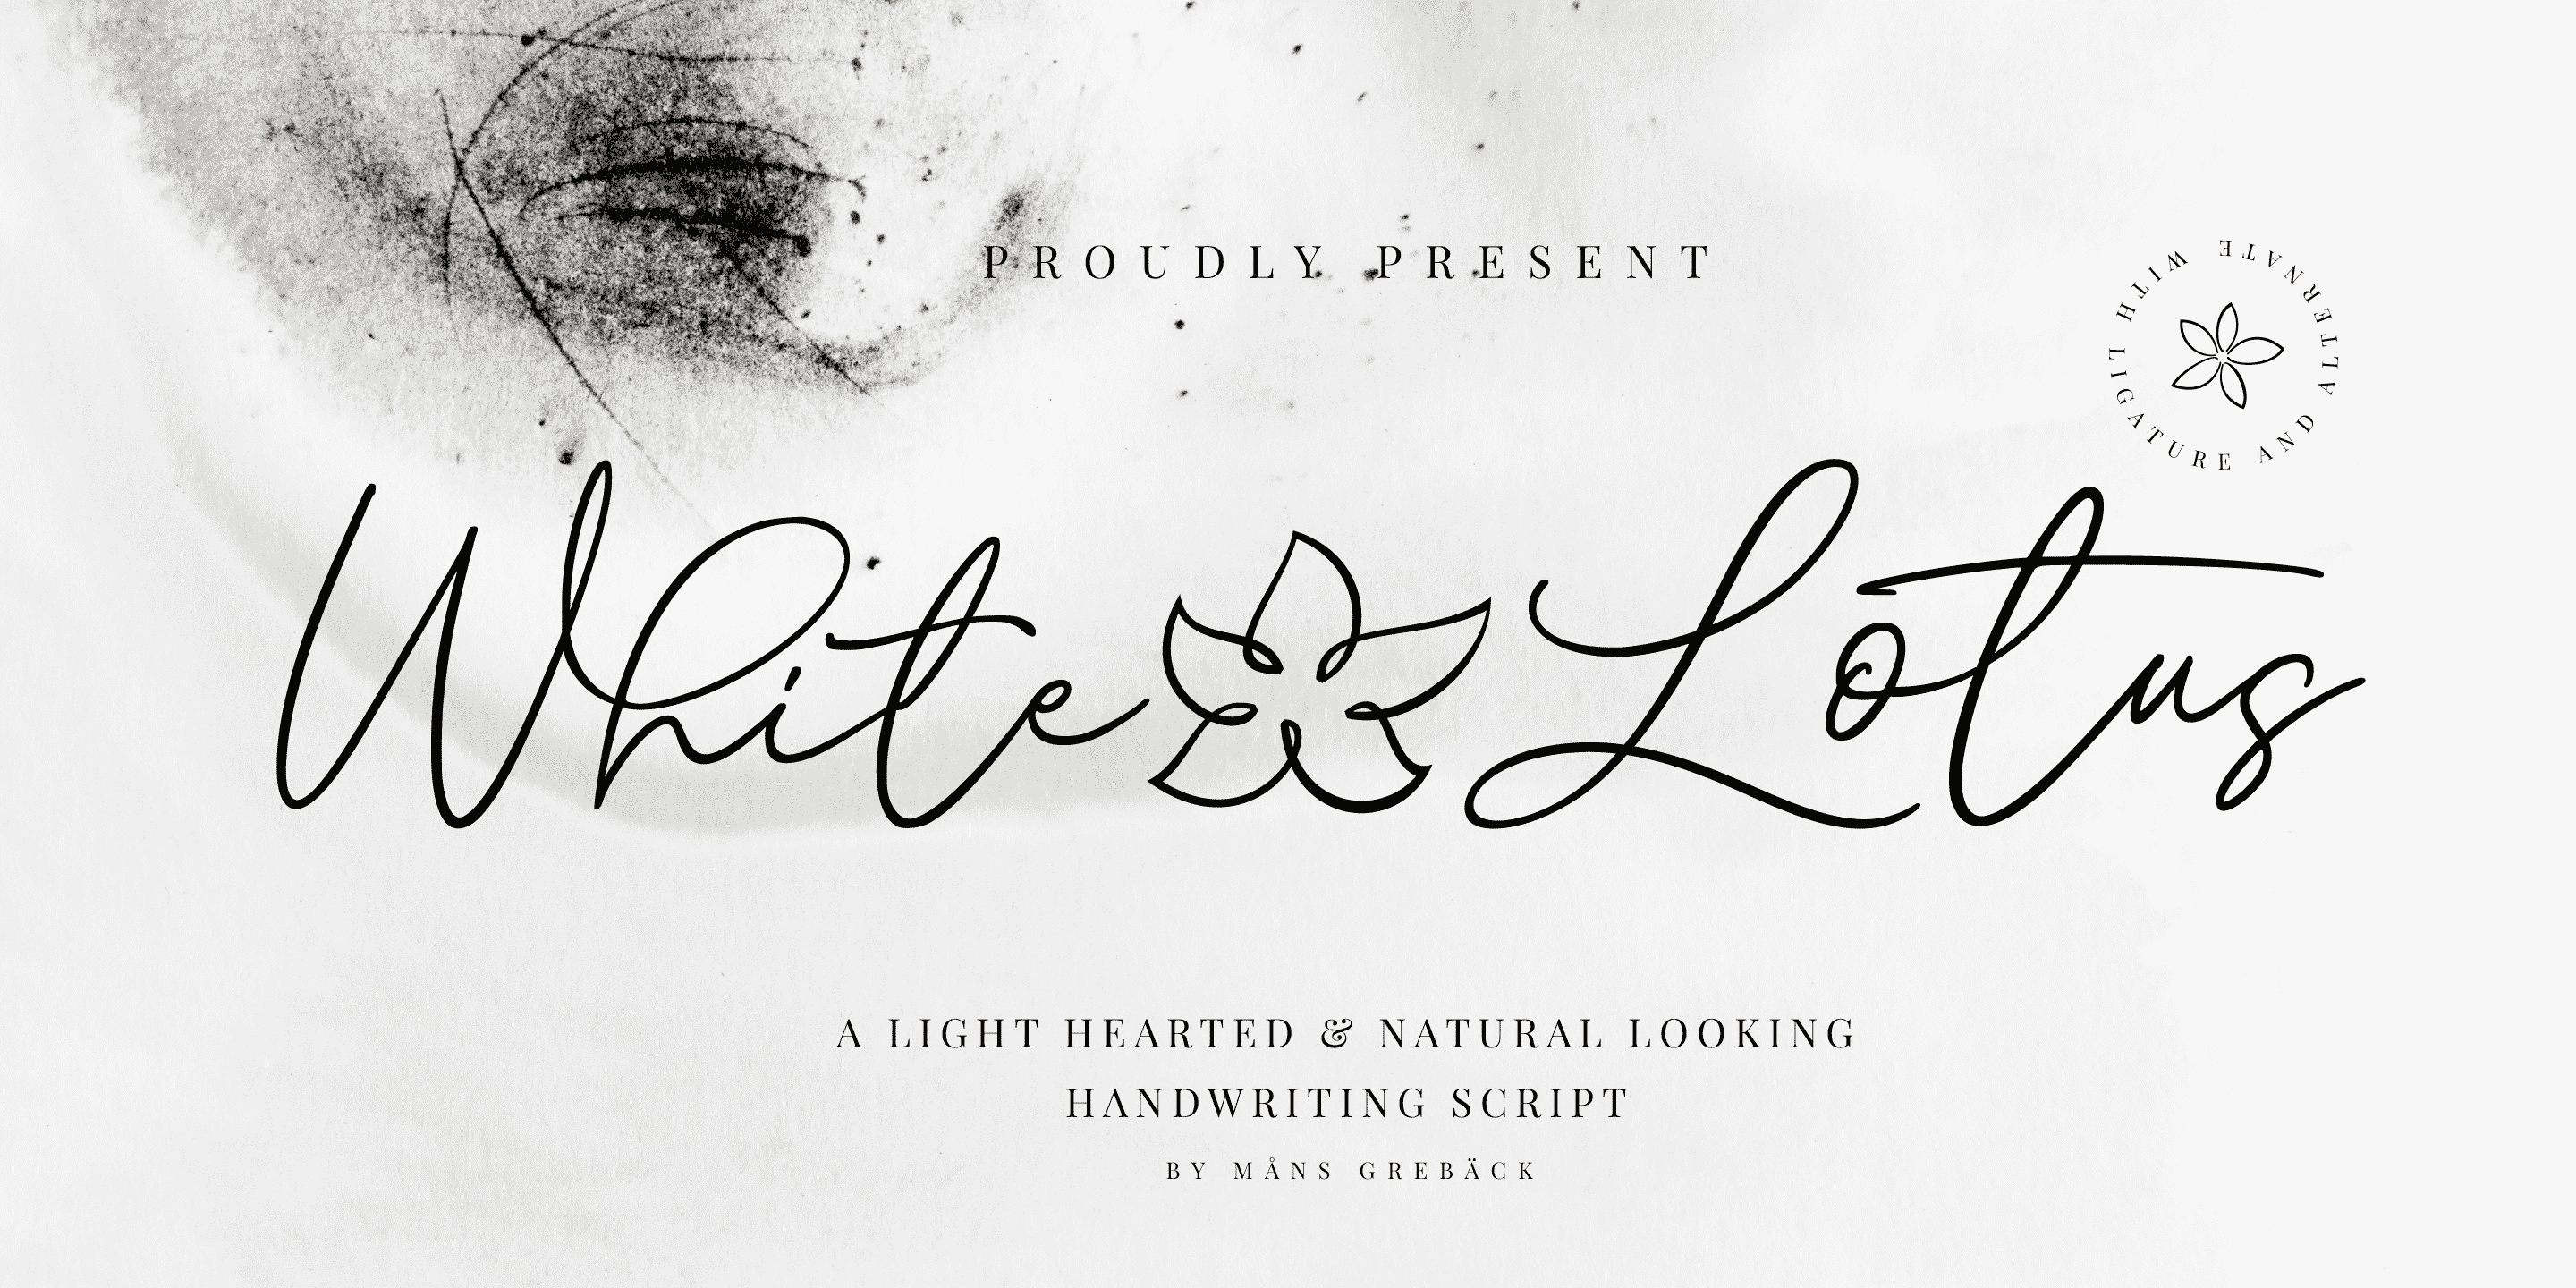 PROUDLY PRESENT
WITH LIGATURE AND ALTERNATE
White Lotus
A LIGHT HEARTED & NATURAL LOOKING
HANDWRITING SCRIPT
BY MÅNS GREBÄCK